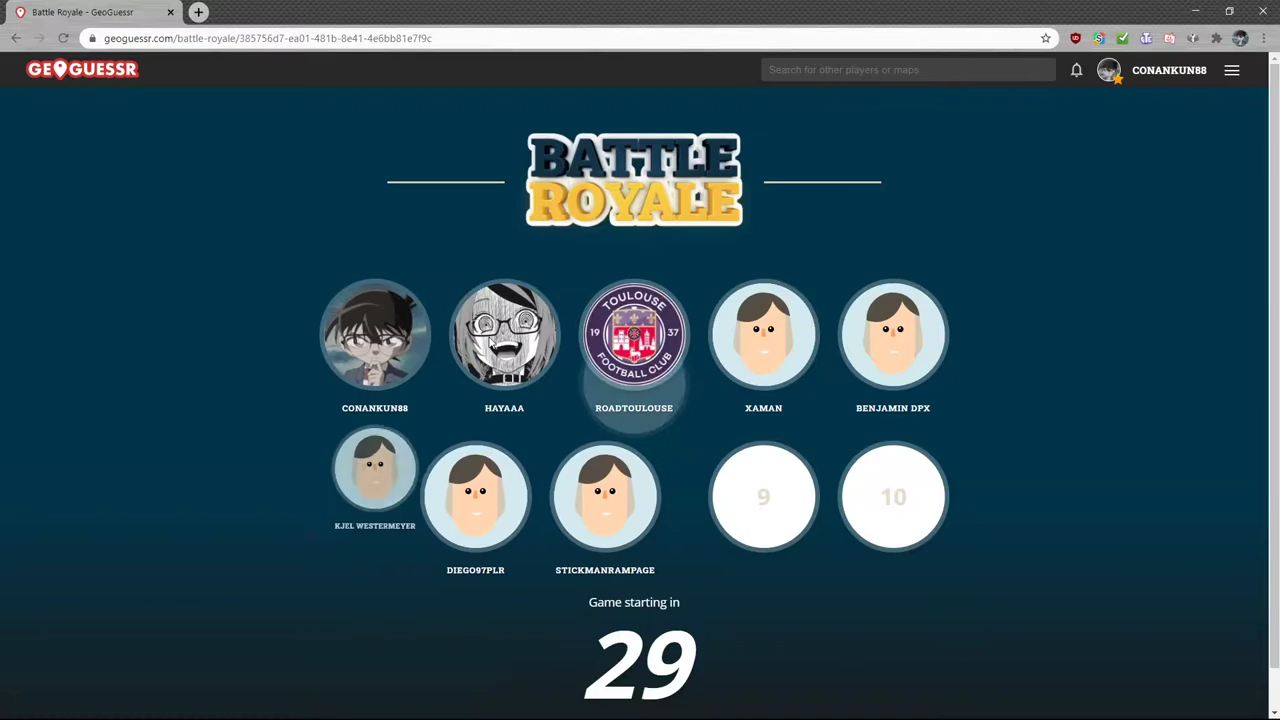 Battle Royale - GeoGuessr
geoguessr.com/battle-royale/385756d7-ea01-481b-8e41-4e6bb81e7f9c
GEOGUESSR
Search for other players or maps
CONANKUN88
BATTLE
ROYALE
TOULOUSE
19 37
FOOTBALL CLUB
CONANKUN88
HAYAAA
ROADTOULOUSE
XAMAN
BENJAMIN DPX
9
10
KJEL WESTERMEYER
DIEGO97PLR
STICKMANRAMPAGE
Game starting in
29